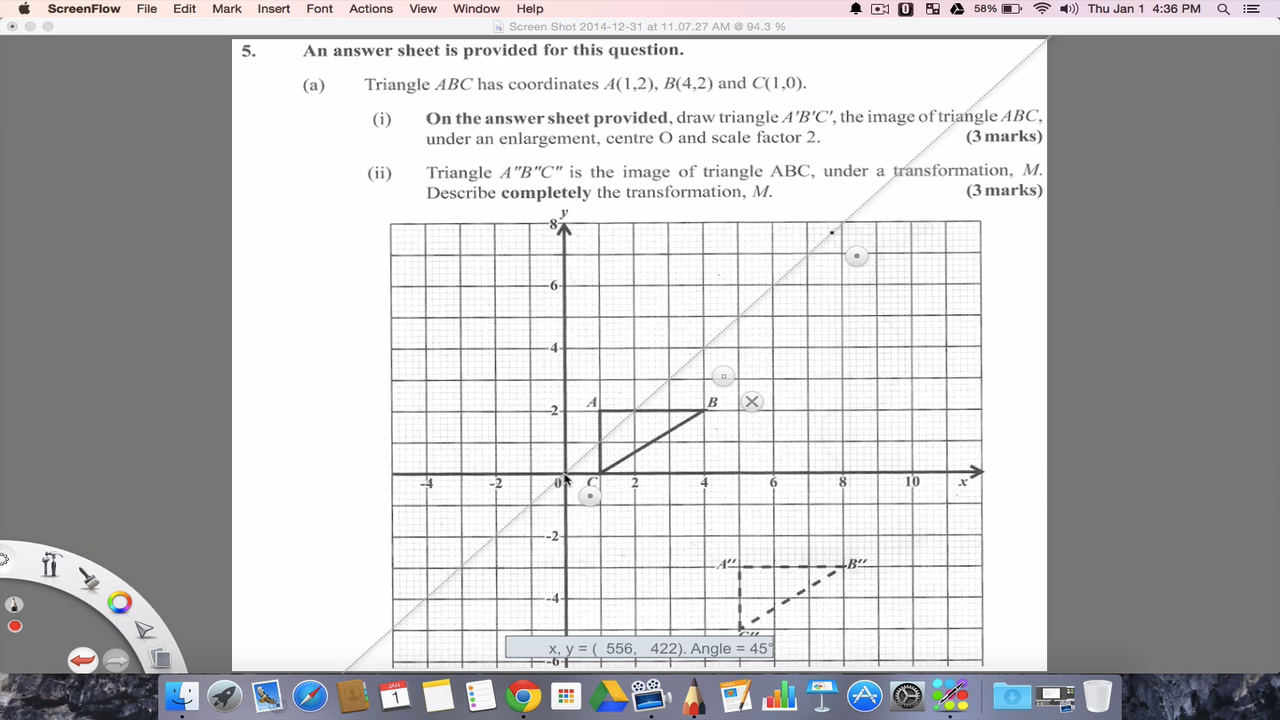 ScreenFlow File Edit Mark Insert Font Actions View Window Help 58% Thu Jan 1 4:36 PM
Screen Shot 2014-12-31 at 11.07.27 AM @ 94.3 %
5. An answer sheet is provided for this question.
(a) Triangle ABC has coordinates A(1,2), B(4,2) and C(1,0).
(i) On the answer sheet provided, draw triangle A′B′C′, the image of triangle ABC,
under an enlargement, centre O and scale factor 2. (3 marks)
(ii) Triangle A″B″C″ is the image of triangle ABC, under a transformation, M.
Describe completely the transformation, M. (3 marks)
y
8
6
4
A B
2
-4 -2 0 C 2 4 6 8 10 x
-2
A″ B″
-4
C″
x, y = ( 556, 422). Angle = 45°
-6
JAN
1